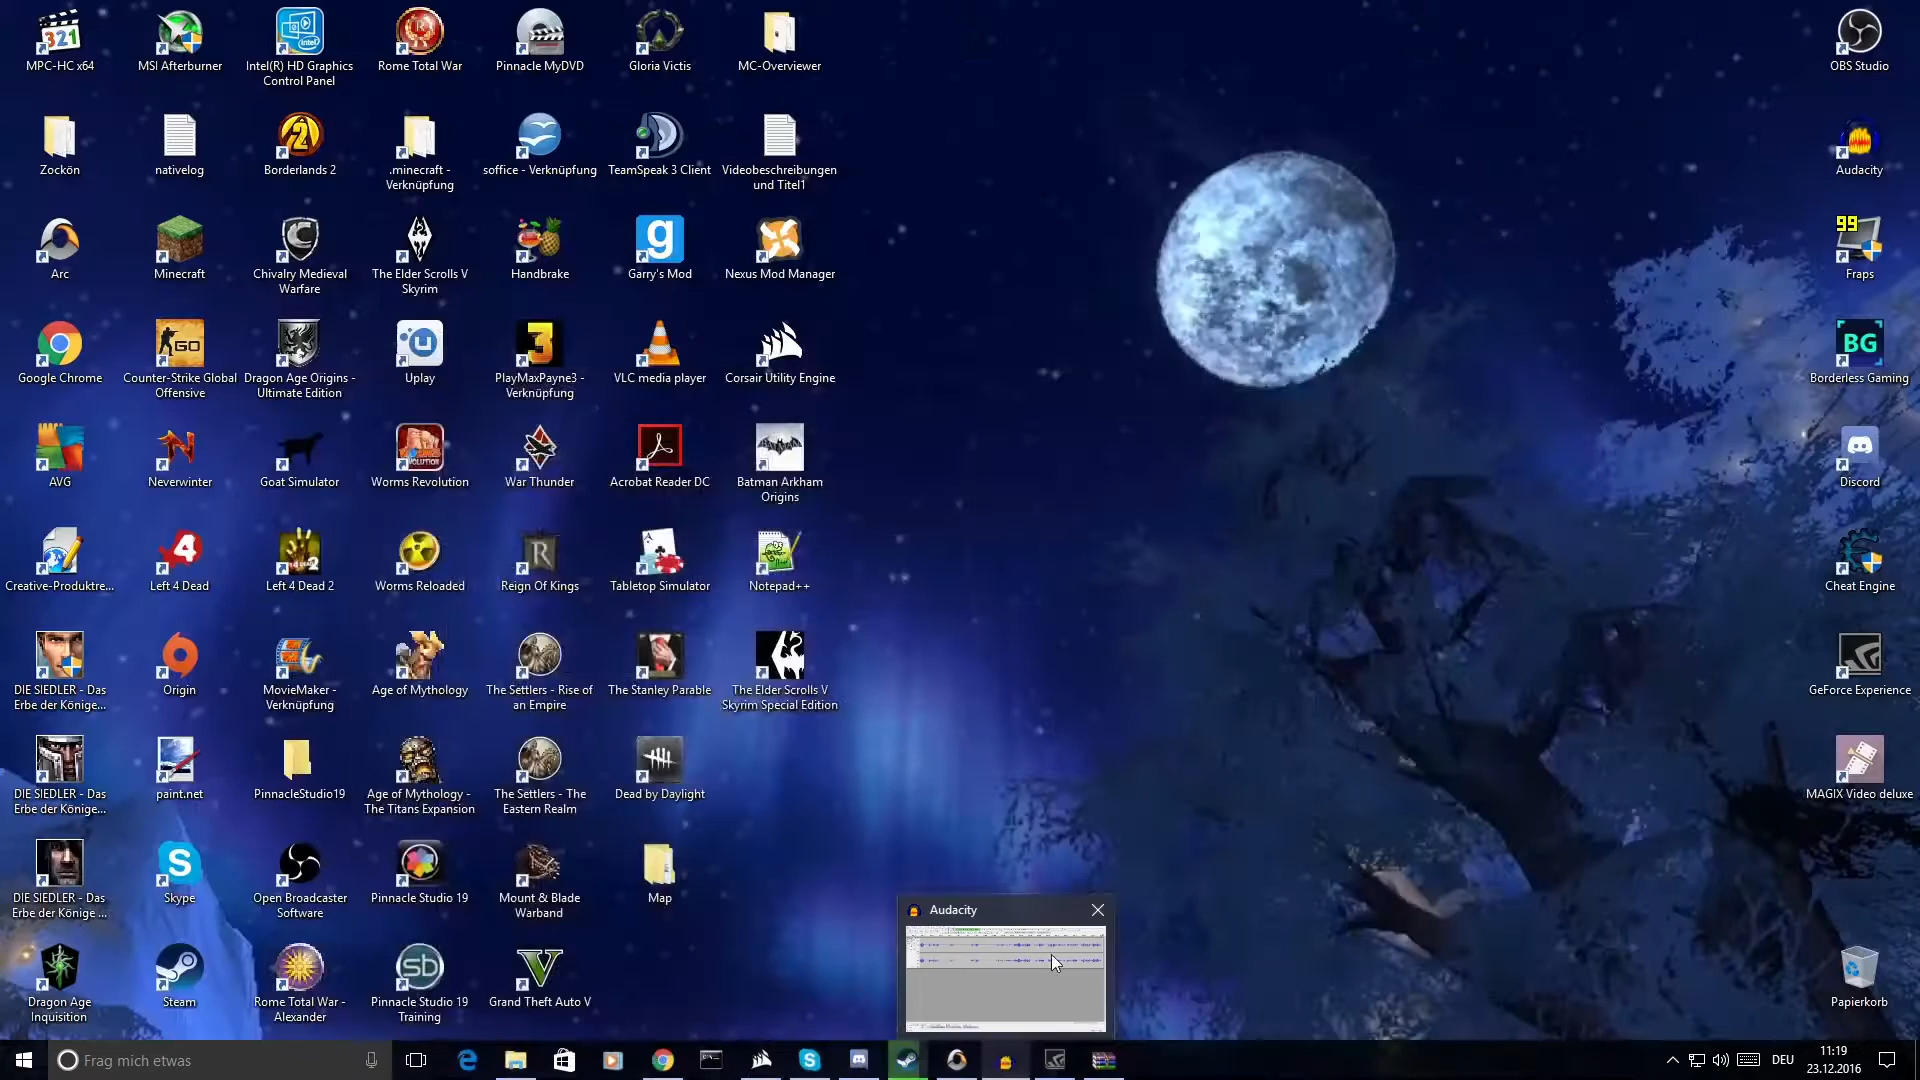 MPC-HC x64
MSI Afterburner
Intel(R) HD Graphics
Control Panel
Rome Total War
Pinnacle MyDVD
Gloria Victis
MC-Overviewer
OBS Studio
Zockön
nativelog
Borderlands 2
.minecraft -
Verknüpfung
soffice - Verknüpfung
TeamSpeak 3 Client
Videobeschreibungen
und Titel1
Audacity
Arc
Minecraft
Chivalry Medieval
Warfare
The Elder Scrolls V
Skyrim
Handbrake
Garry's Mod
Nexus Mod Manager
99
Fraps
Google Chrome
GO
Counter-Strike Global
Offensive
Dragon Age Origins -
Ultimate Edition
Uplay
3
PlayMaxPayne3 -
Verknüpfung
VLC media player
Corsair Utility Engine
BG
Borderless Gaming
AVG
Neverwinter
Goat Simulator
Worms Revolution
War Thunder
Acrobat Reader DC
Batman Arkham
Origins
Discord
Creative-Produktre...
Left 4 Dead
Left 4 Dead 2
Worms Reloaded
Reign Of Kings
Tabletop Simulator
Notepad++
Cheat Engine
DIE SIEDLER - Das
Erbe der Könige...
Origin
MovieMaker -
Verknüpfung
Age of Mythology
The Settlers - Rise of
an Empire
The Stanley Parable
The Elder Scrolls V
Skyrim Special Edition
GeForce Experience
DIE SIEDLER - Das
Erbe der Könige...
paint.net
PinnacleStudio19
Age of Mythology -
The Titans Expansion
The Settlers - The
Eastern Realm
Dead by Daylight
MAGIX Video deluxe
DIE SIEDLER - Das
Erbe der Könige ...
Skype
Open Broadcaster
Software
Pinnacle Studio 19
Mount & Blade
Warband
Map
Audacity
Dragon Age
Inquisition
Steam
Rome Total War -
Alexander
sb
Pinnacle Studio 19
Training
Grand Theft Auto V
Papierkorb
Frag mich etwas
DEU
11:19
23.12.2016